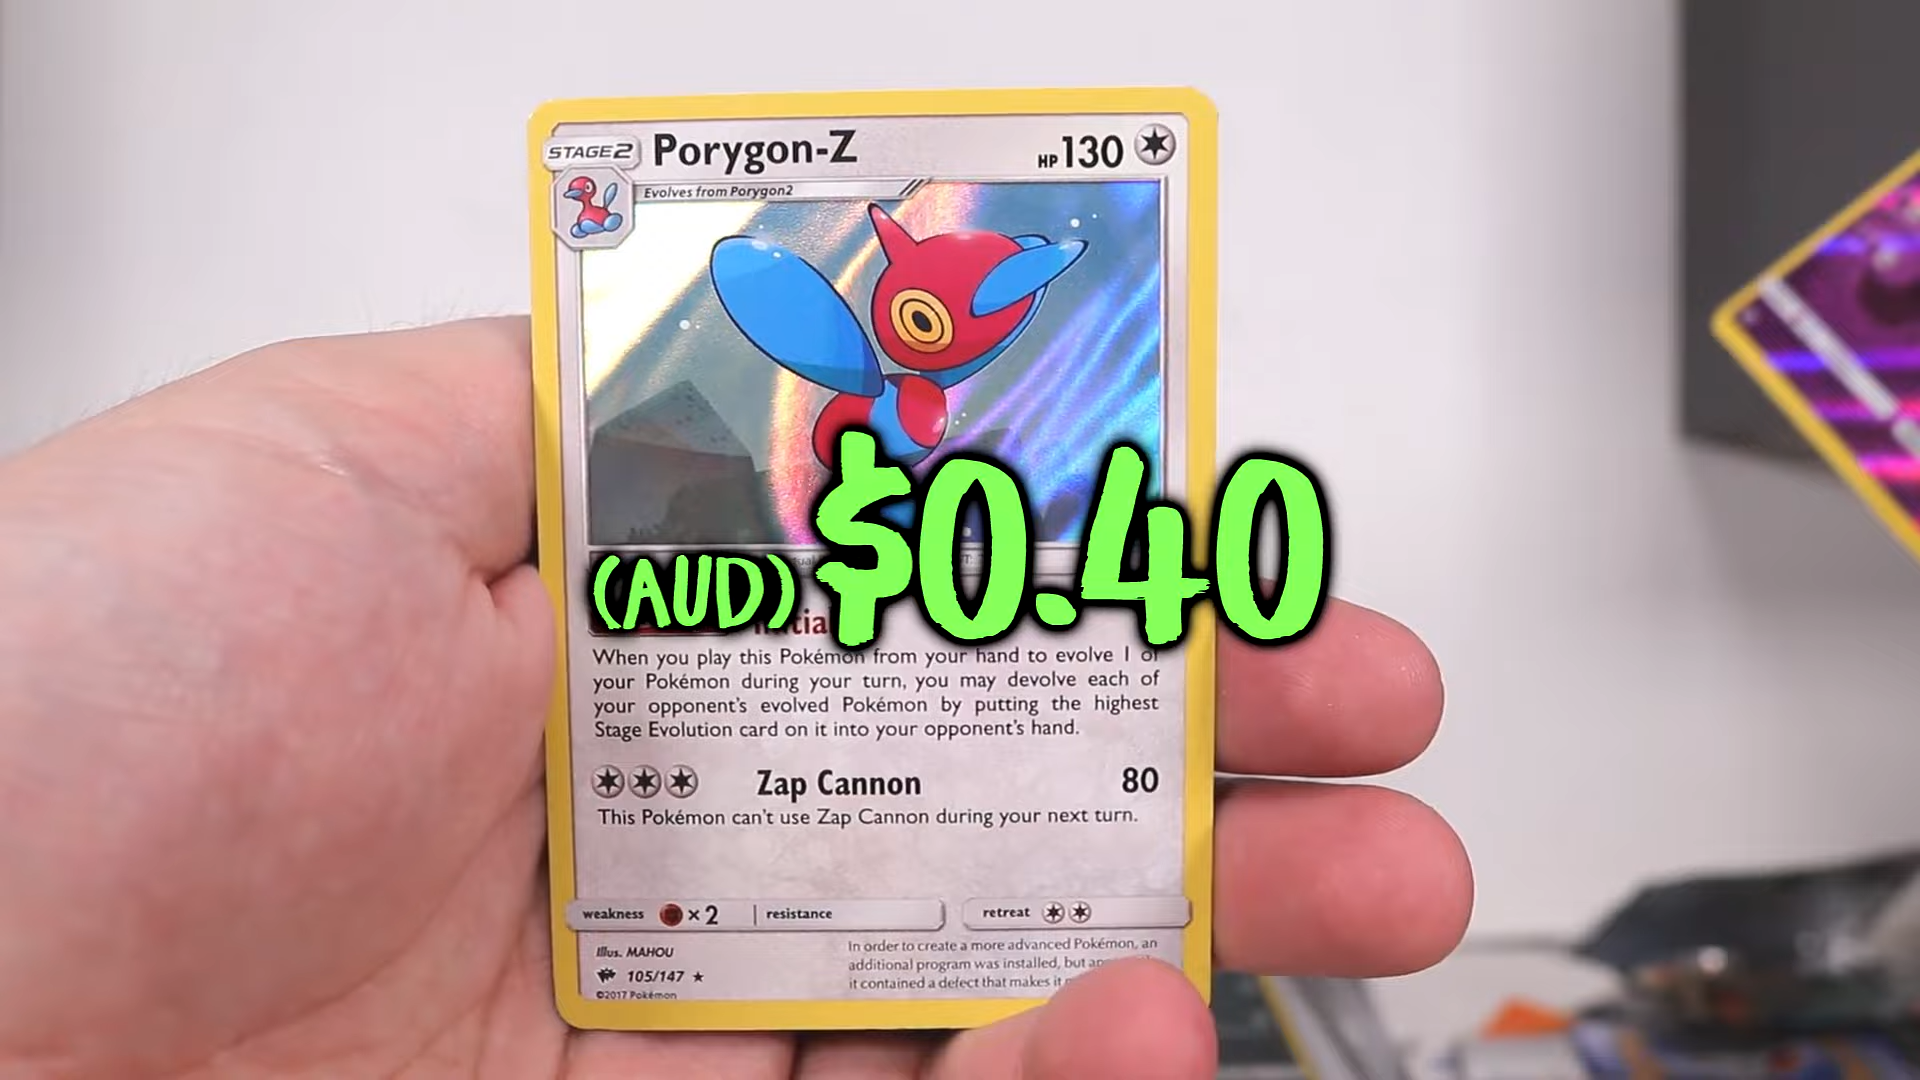 STAGE2
Porygon-Z
HP 130
Evolves from Porygon2
(AUD) $0.40
When you play this Pokémon from your hand to evolve 1 of
your Pokémon during your turn, you may devolve each of
your opponent's evolved Pokémon by putting the highest
Stage Evolution card on it into your opponent's hand.
Zap Cannon 80
This Pokémon can't use Zap Cannon during your next turn.
weakness ×2 resistance retreat
Illus. MAHOU
105/147
©2017 Pokémon
In order to create a more advanced Pokémon, an
additional program was installed, but
it contained a defect that makes it